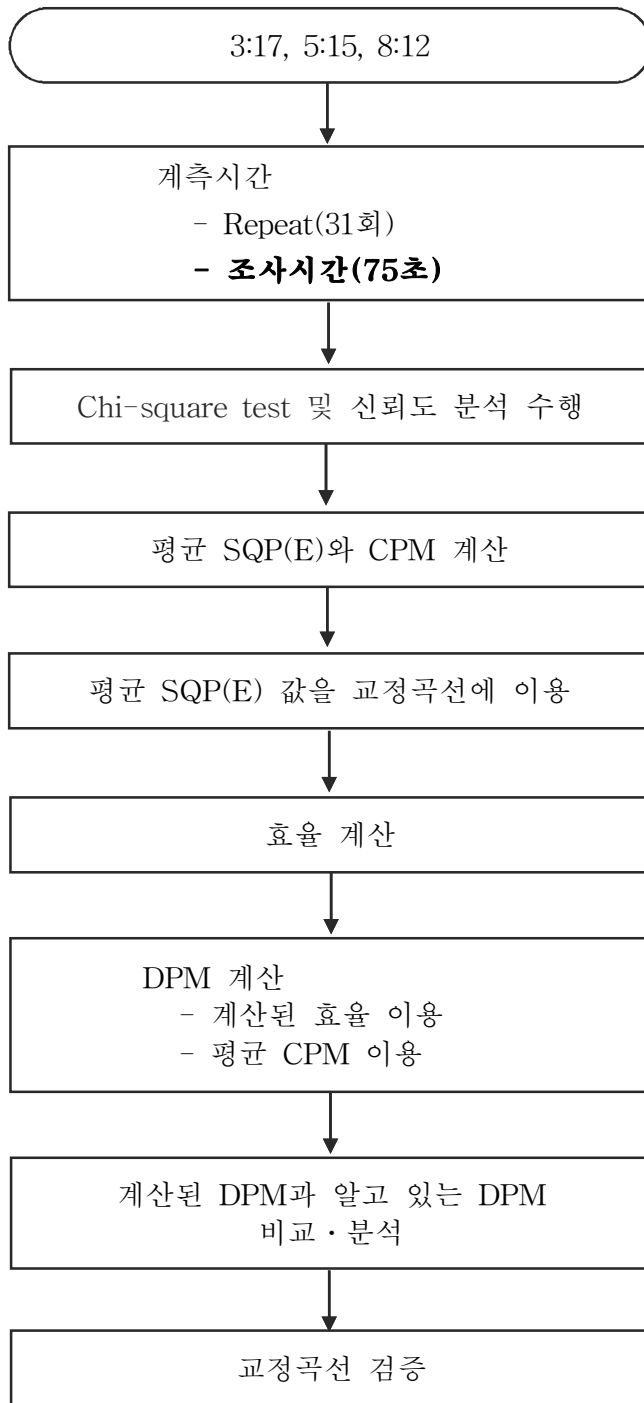 3:17, 5:15, 8:12
계측시간
- Repeat(31회)
- 조사시간(75초)
Chi-square test 및 신뢰도 분석 수행
평균 SQP(E)와 CPM 계산
평균 SQP(E) 값을 교정곡선에 이용
효율 계산
DPM 계산
- 계산된 효율 이용
- 평균 CPM 이용
계산된 DPM과 알고 있는 DPM
비교·분석
교정곡선 검증